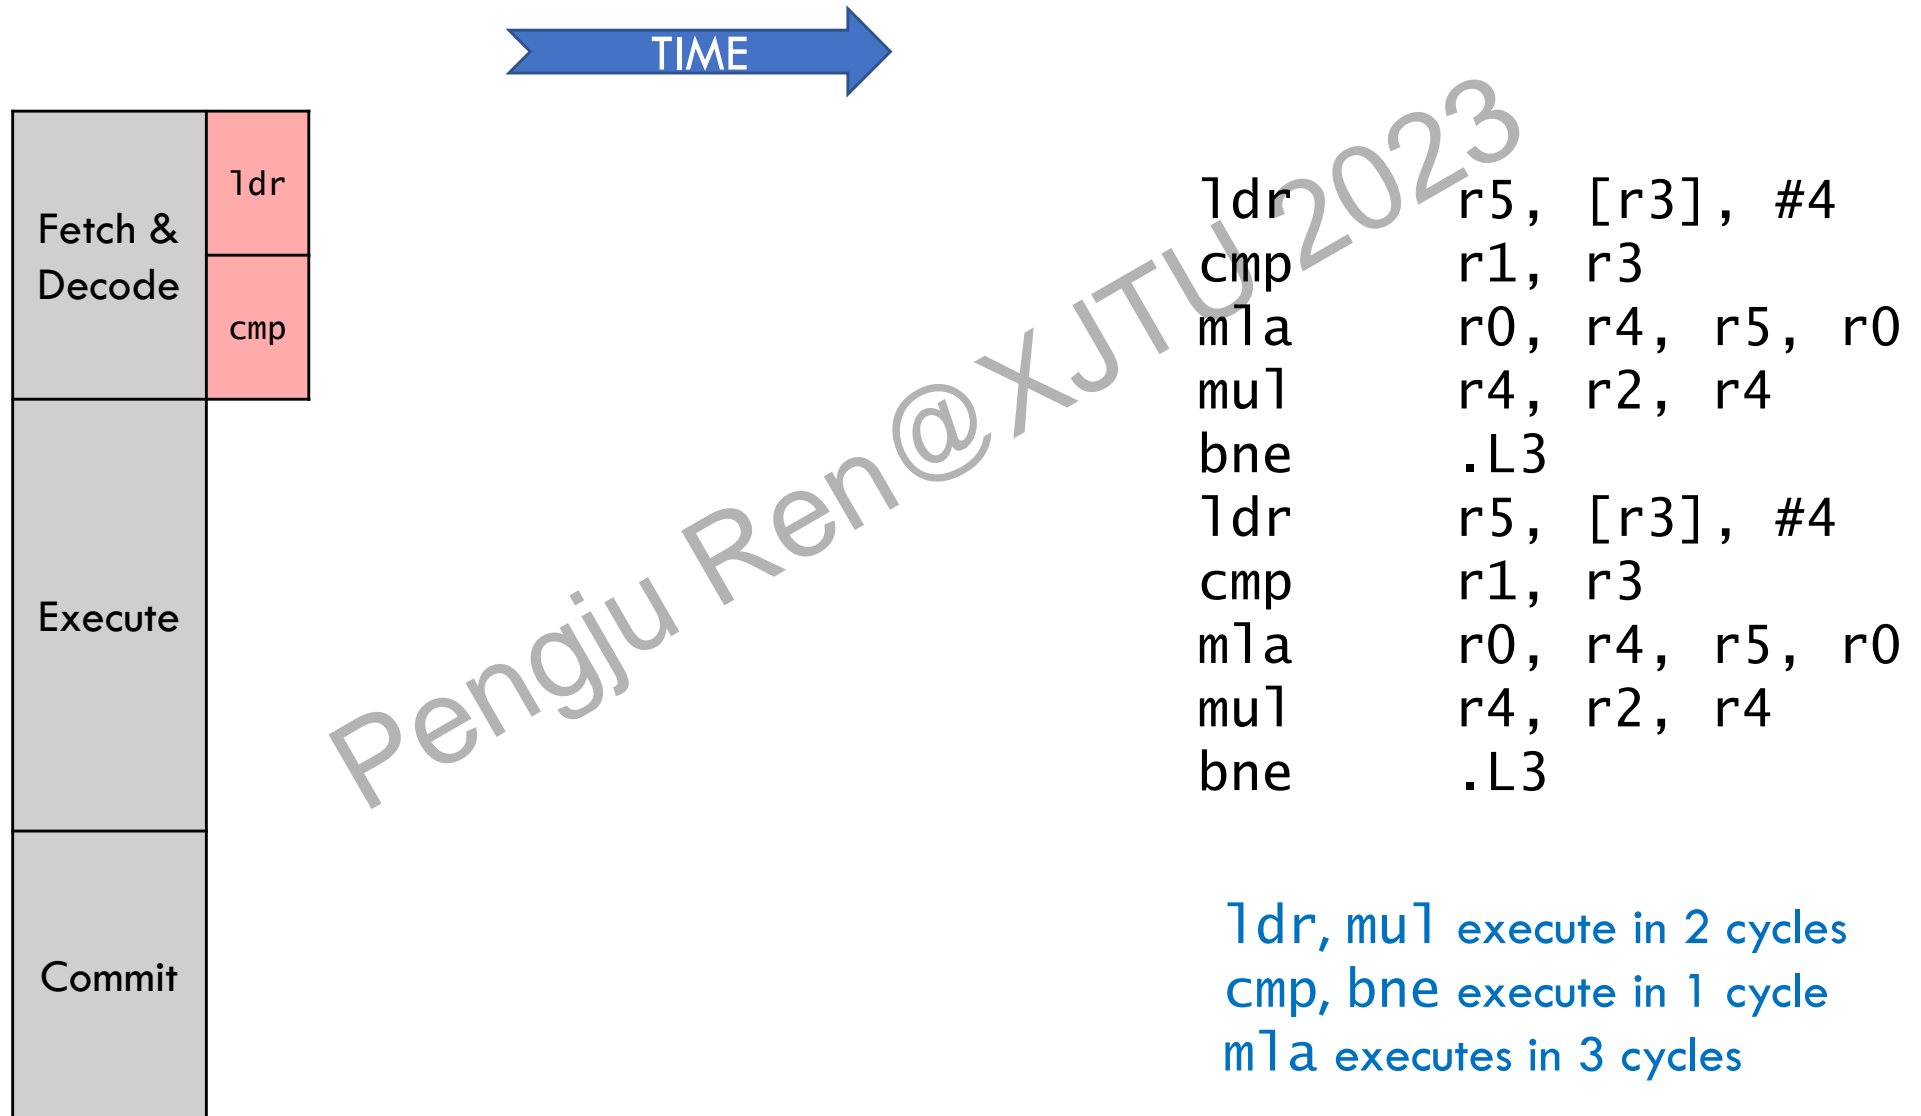 TIME
Fetch &
Decode
ldr
cmp
Execute
Commit
ldr r5, [r3], #4
cmp r1, r3
mla r0, r4, r5, r0
mul r4, r2, r4
bne .L3
ldr r5, [r3], #4
cmp r1, r3
mla r0, r4, r5, r0
mul r4, r2, r4
bne .L3
ldr, mul execute in 2 cycles
cmp, bne execute in 1 cycle
mla executes in 3 cycles
Pengju Ren@XJTU 2023